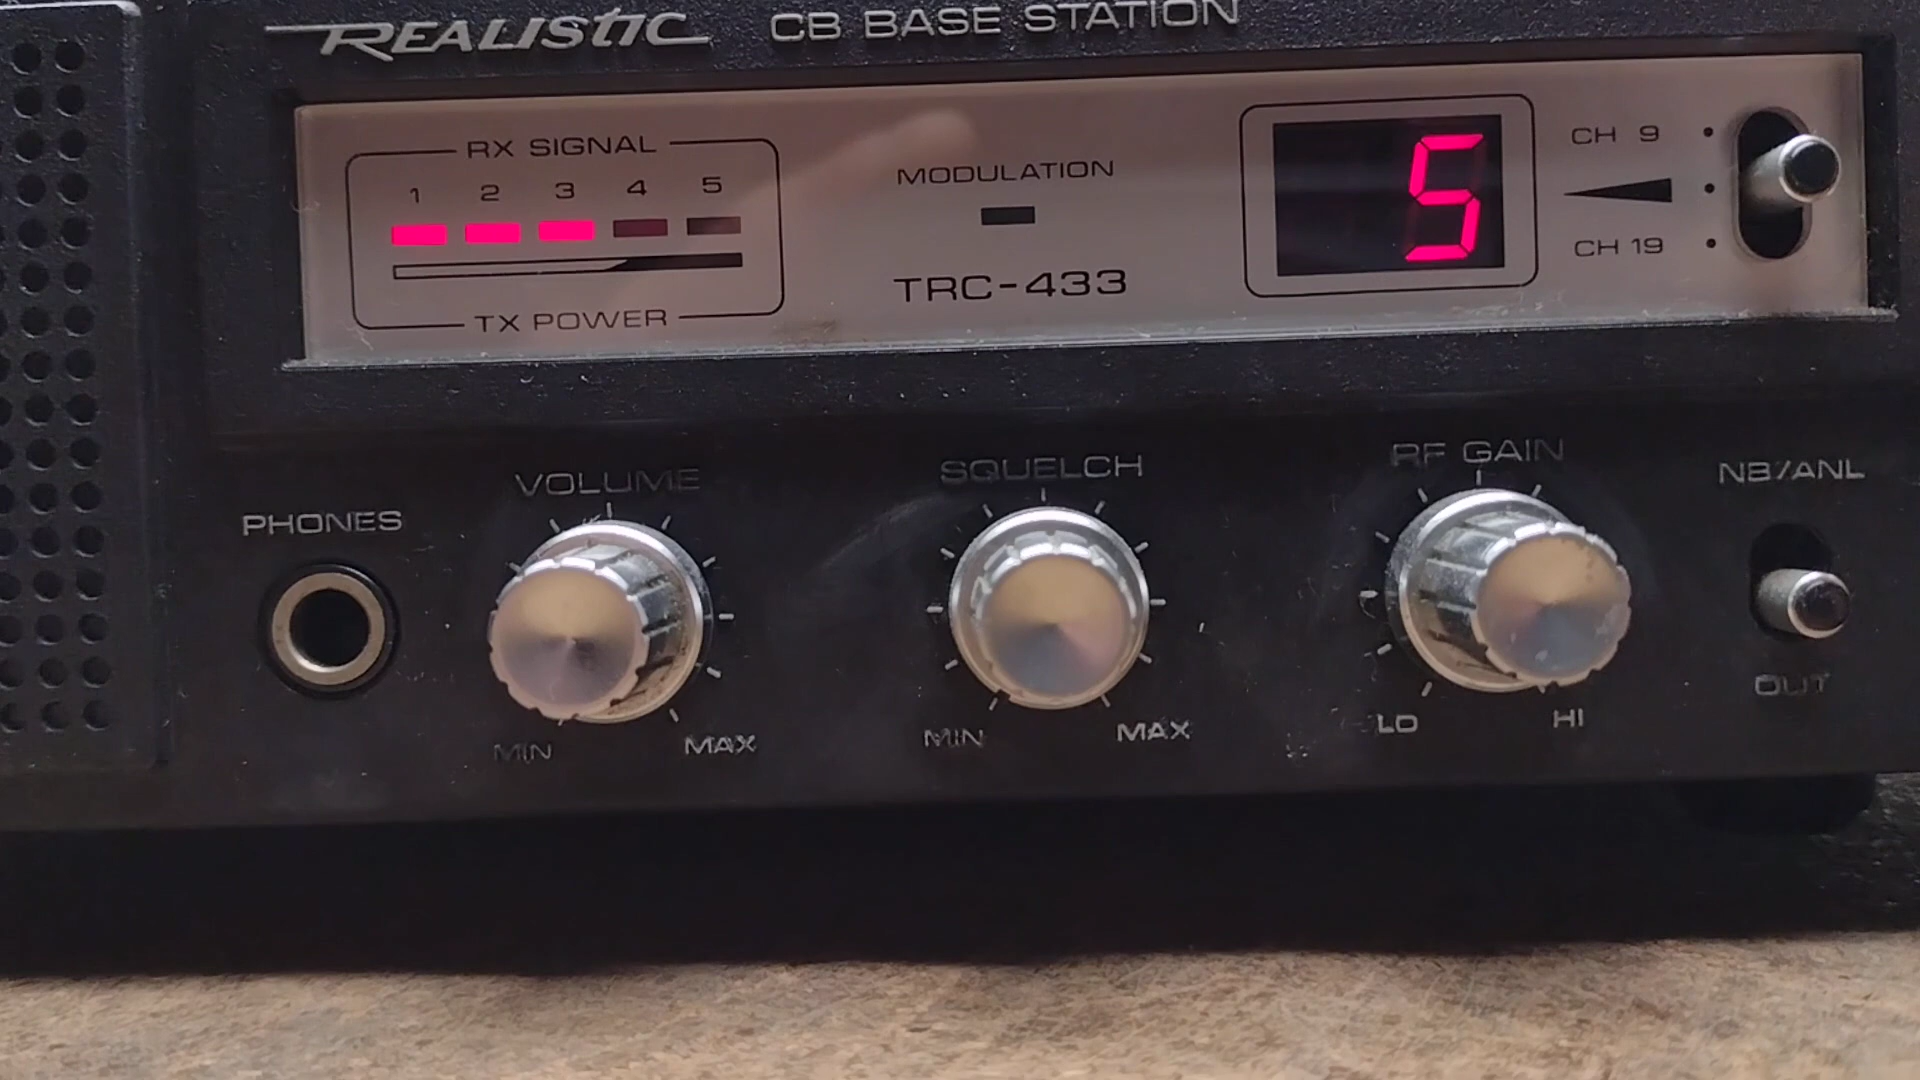 REALISTIC CB BASE STATION
RX SIGNAL
1 2 3 4 5
TX POWER
MODULATION
TRC-433
5
CH 9
CH 19
PHONES
VOLUME
MIN MAX
SQUELCH
MIN MAX
RF GAIN
LO HI
NB/ANL
OUT